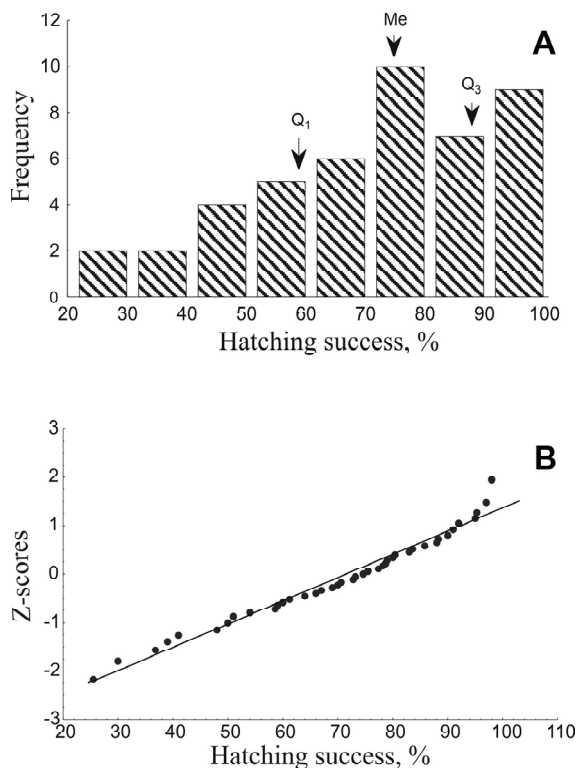 Me
A
12
10
Q1
Q3
8
6
4
2
0
Frequency
20 30 40 50 60 70 80 90 100
Hatching success, %
B
3
2
1
0
-1
-2
-3
Z-scores
20 30 40 50 60 70 80 90 100 110
Hatching success, %